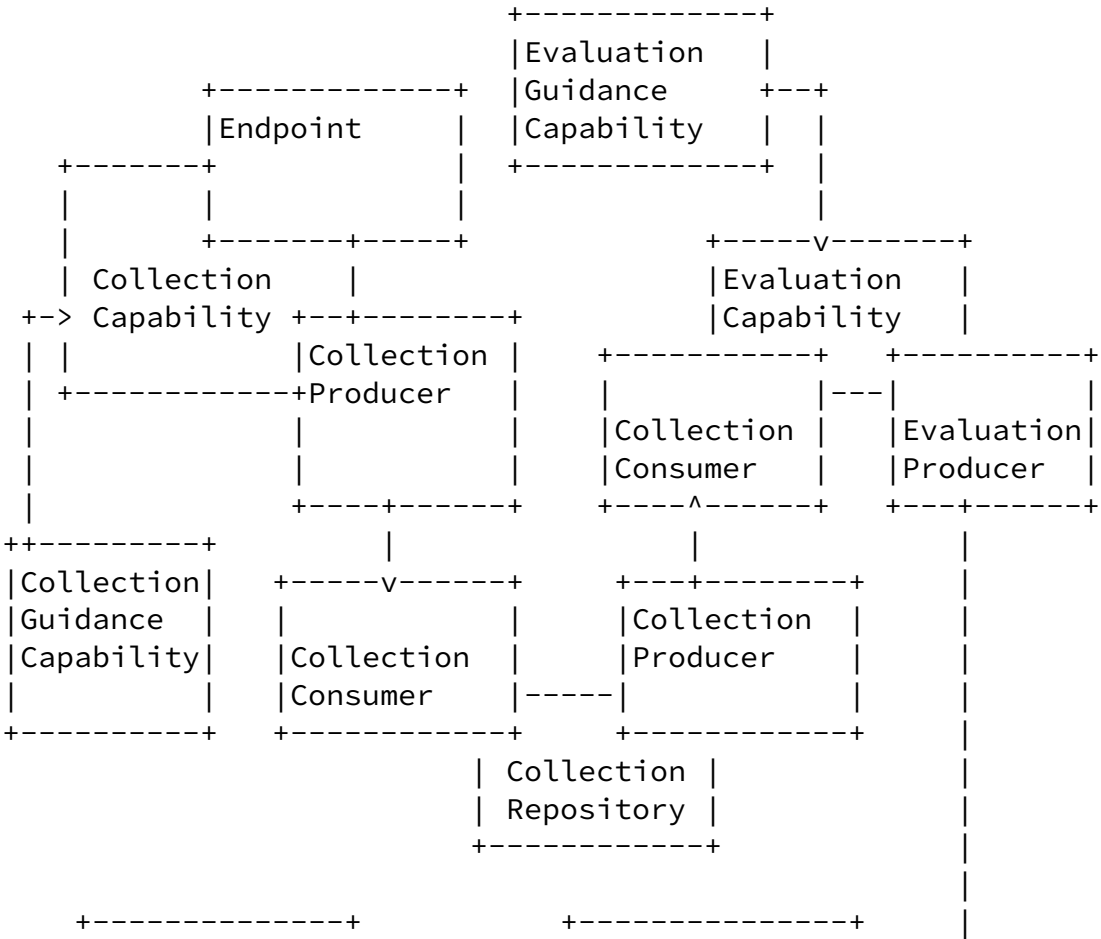 Evaluation
Guidance
Capability
Endpoint
Collection
Capability
Evaluation
Capability
Collection
Producer
Collection
Consumer
Evaluation
Producer
Collection
Guidance
Capability
Collection
Consumer
Collection
Producer
Collection
Repository